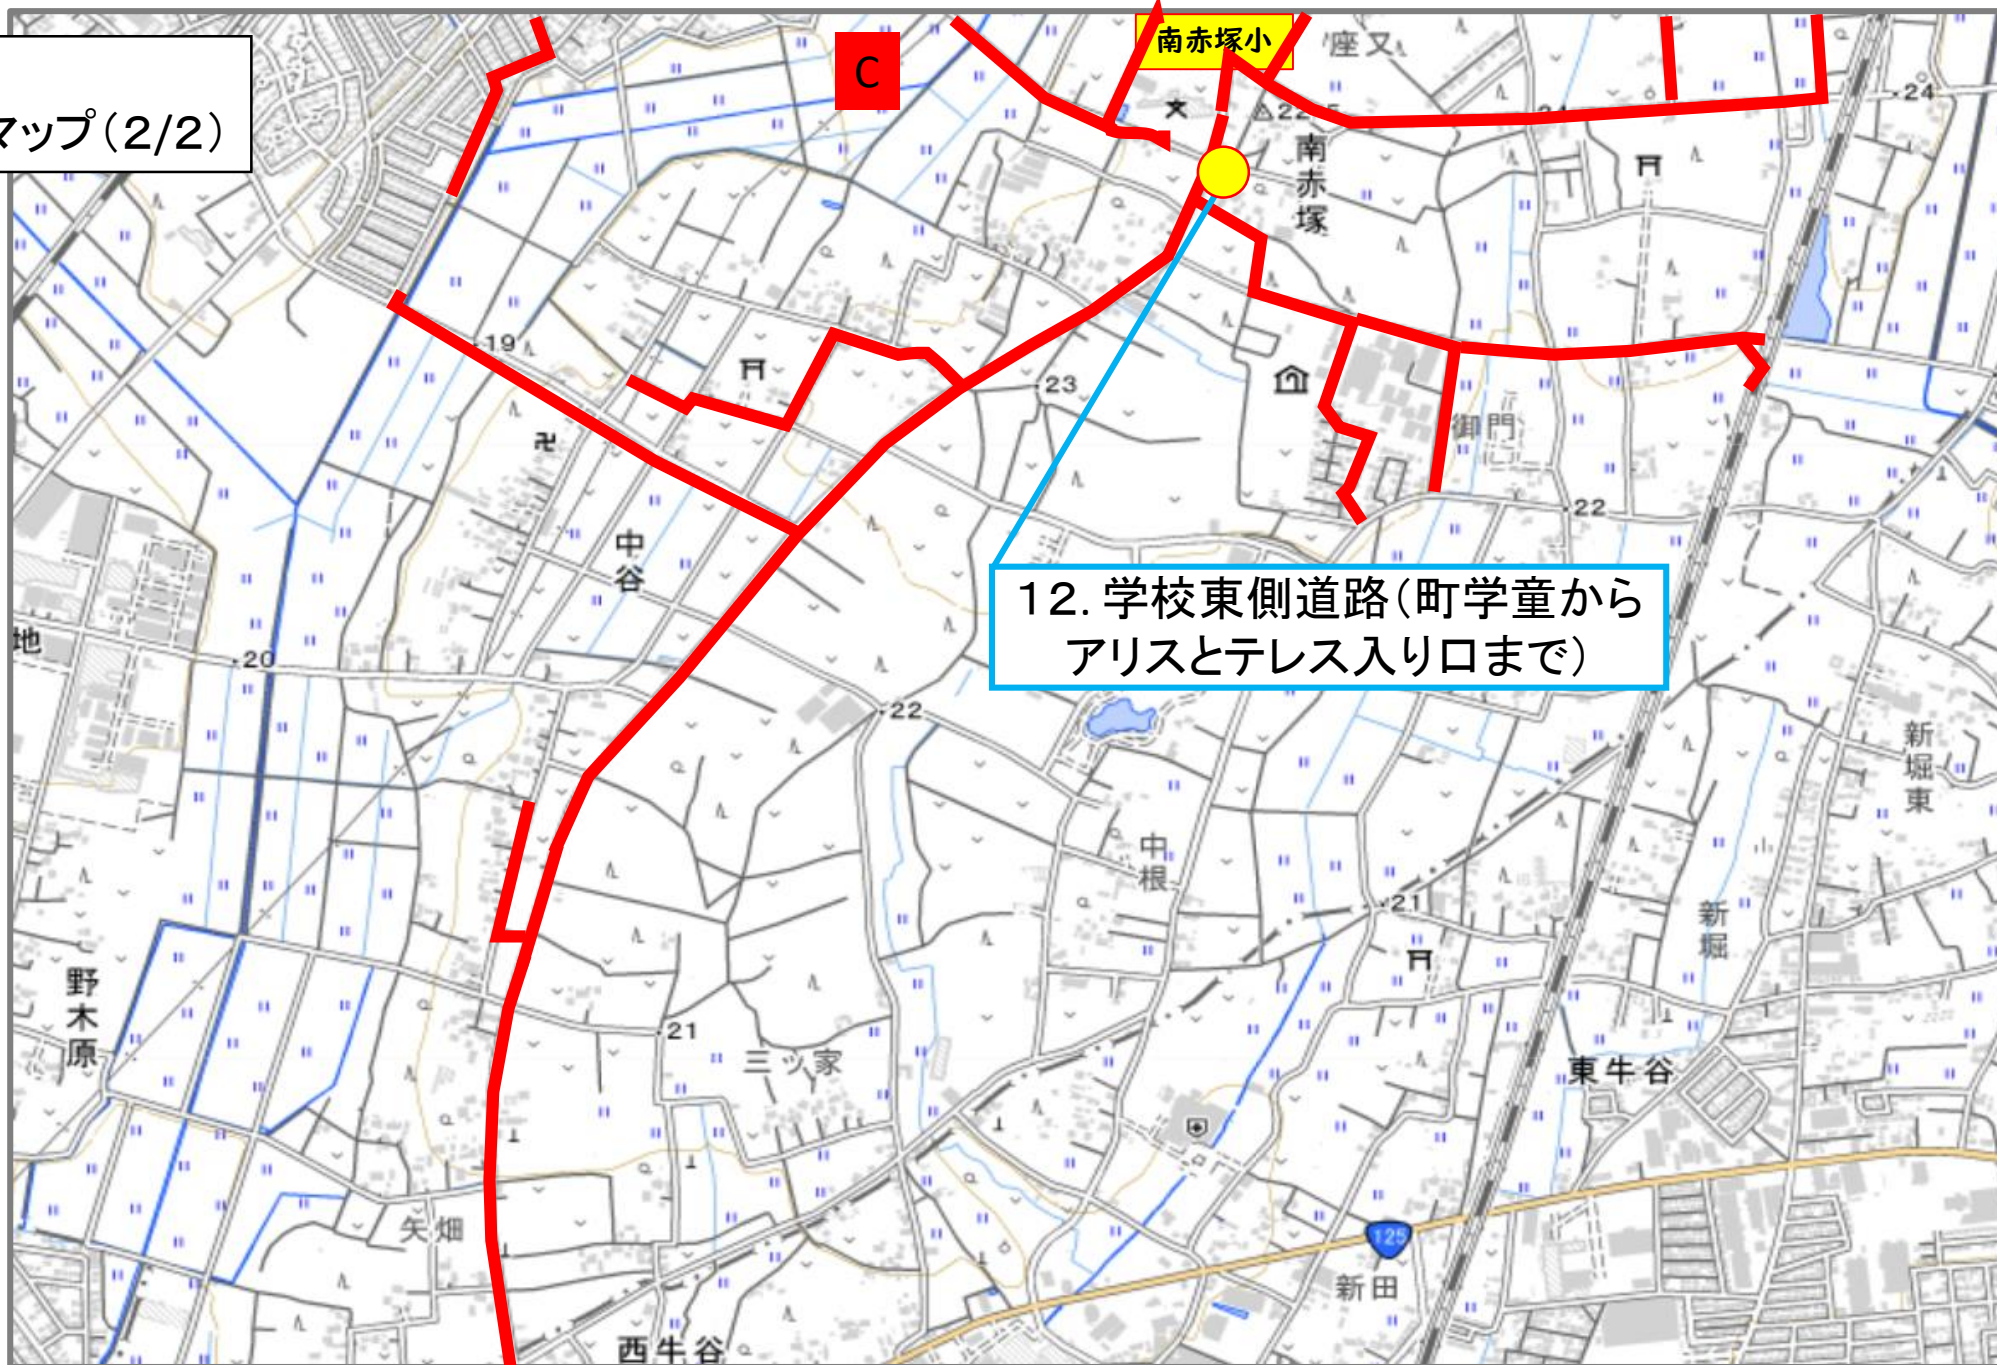 マップ（2/2）
C
南赤塚小
座又
24
24
南赤塚
19
23
御門
22
中谷
12．学校東側道路（町学童から
アリスとテレス入り口まで）
地
20
22
新堀東
中根
21
新堀
野木原
21
三ッ家
東牛谷
矢畑
125
新田
西牛谷